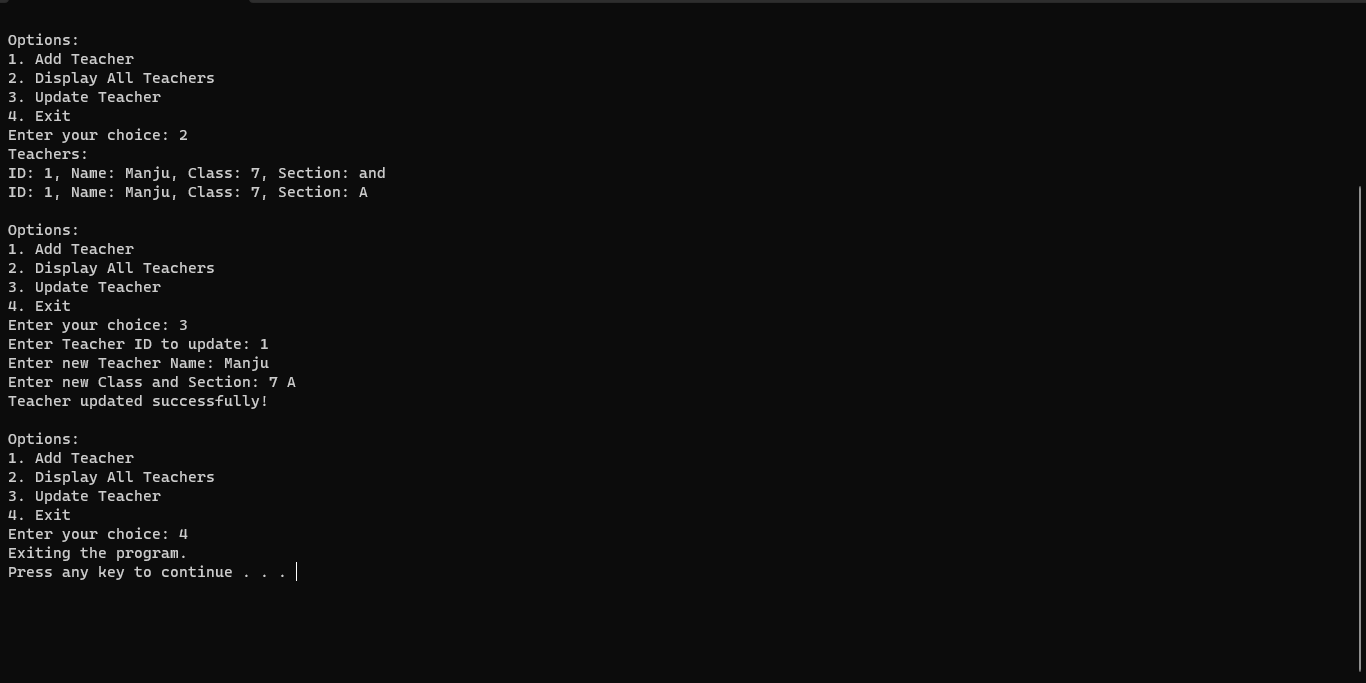 Options:
1. Add Teacher
2. Display All Teachers
3. Update Teacher
4. Exit
Enter your choice: 2
Teachers:
ID: 1, Name: Manju, Class: 7, Section: and
ID: 1, Name: Manju, Class: 7, Section: A
Options:
1. Add Teacher
2. Display All Teachers
3. Update Teacher
4. Exit
Enter your choice: 3
Enter Teacher ID to update: 1
Enter new Teacher Name: Manju
Enter new Class and Section: 7 A
Teacher updated successfully!
Options:
1. Add Teacher
2. Display All Teachers
3. Update Teacher
4. Exit
Enter your choice: 4
Exiting the program.
Press any key to continue . . .